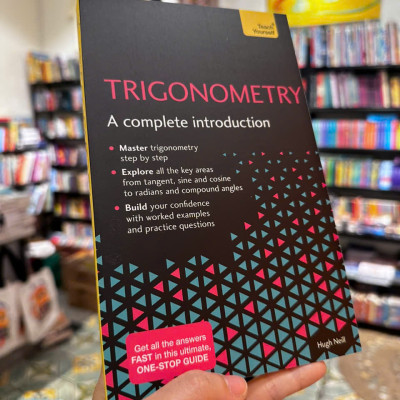 Teach
Yourself
TRIGONOMETRY
A complete introduction
• Master trigonometry
step by step
• Explore all the key areas
from tangent, sine and cosine
to radians and compound angles
• Build your confidence
with worked examples
and practice questions
Get all the answers
FAST in this ultimate,
ONE-STOP GUIDE
Hugh Neill